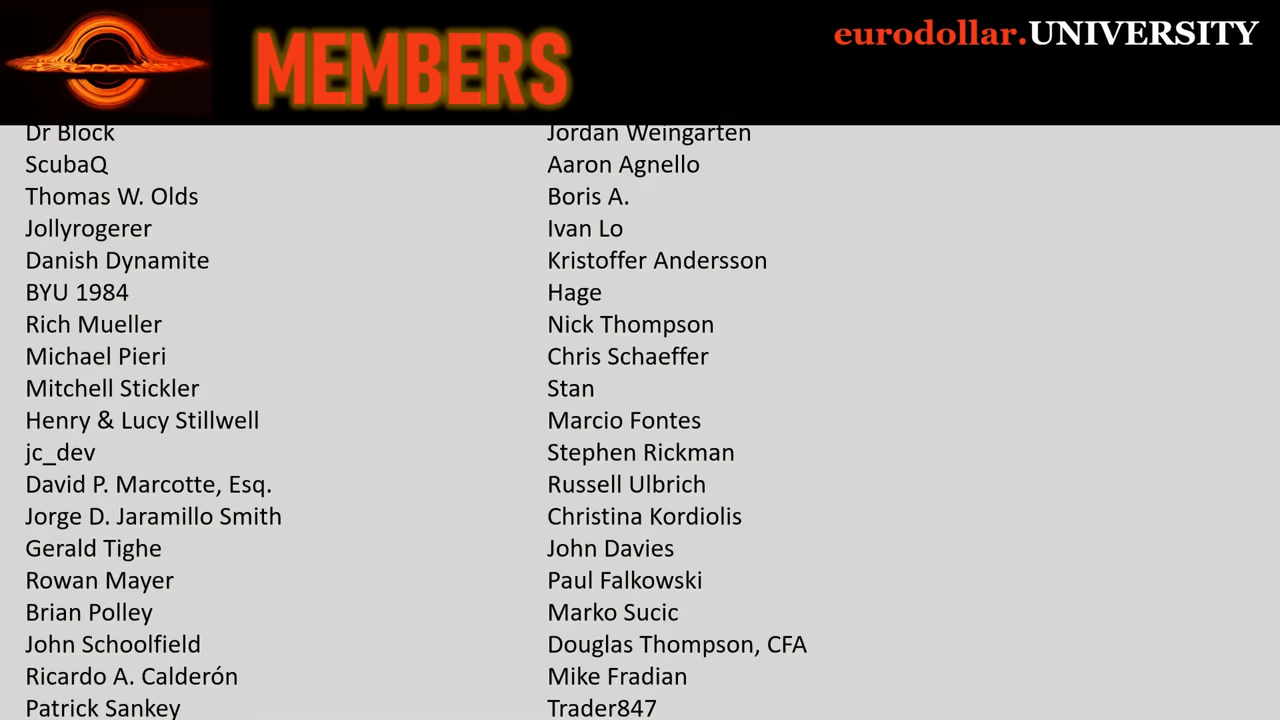 MEMBERS
eurodollar.UNIVERSITY
Dr Block
ScubaQ
Thomas W. Olds
Jollyrogerer
Danish Dynamite
BYU 1984
Rich Mueller
Michael Pieri
Mitchell Stickler
Henry & Lucy Stillwell
jc_dev
David P. Marcotte, Esq.
Jorge D. Jaramillo Smith
Gerald Tighe
Rowan Mayer
Brian Polley
John Schoolfield
Ricardo A. Calderón
Patrick Sankey
Jordan Weingarten
Aaron Agnello
Boris A.
Ivan Lo
Kristoffer Andersson
Hage
Nick Thompson
Chris Schaeffer
Stan
Marcio Fontes
Stephen Rickman
Russell Ulbrich
Christina Kordiolis
John Davies
Paul Falkowski
Marko Sucic
Douglas Thompson, CFA
Mike Fradian
Trader847